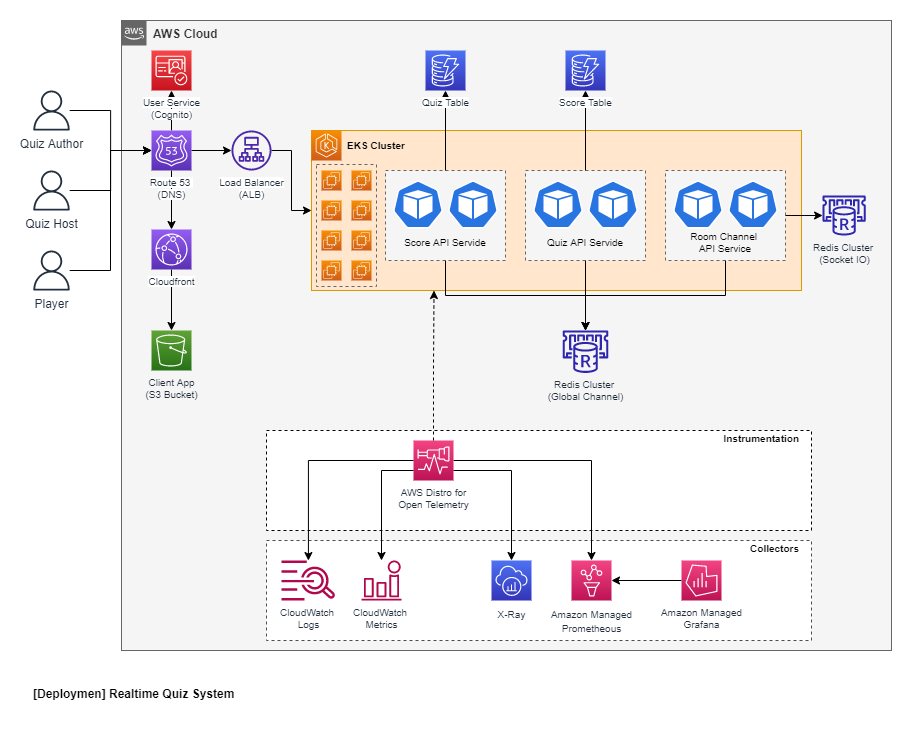 aws
AWS Cloud
User Service
(Cognito)
Quiz Table
Score Table
Quiz Author
53
Route 53
(DNS)
Load Balancer
(ALB)
K
EKS Cluster
Score API Servide
Quiz API Servide
Room Channel
API Servide
Quiz Host
R
Redis Cluster
(Socket IO)
Player
Cloudfront
Client App
(S3 Bucket)
R
Redis Cluster
(Global Channel)
Instrumentation
AWS Distro for
Open Telemetry
Collectors
CloudWatch
Logs
CloudWatch
Metrics
X-Ray
Amazon Managed
Prometheous
Amazon Managed
Grafana
[Deploymen] Realtime Quiz System